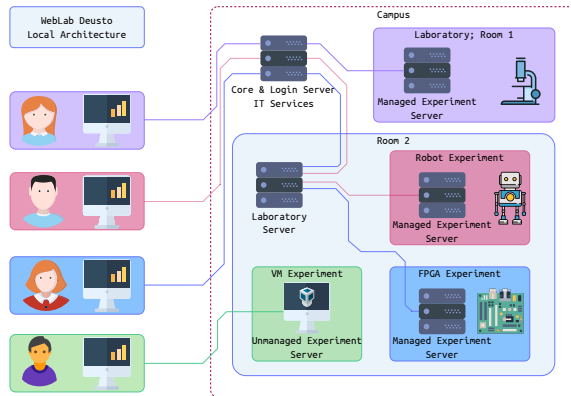 WebLab Deusto
Local Architecture
Campus
Laboratory; Room 1
Core & Login Server
IT Services
Managed Experiment
Server
Room 2
Robot Experiment
Laboratory
Server
Managed Experiment
Server
VM Experiment
Unmanaged Experiment
Server
FPGA Experiment
Managed Experiment
Server